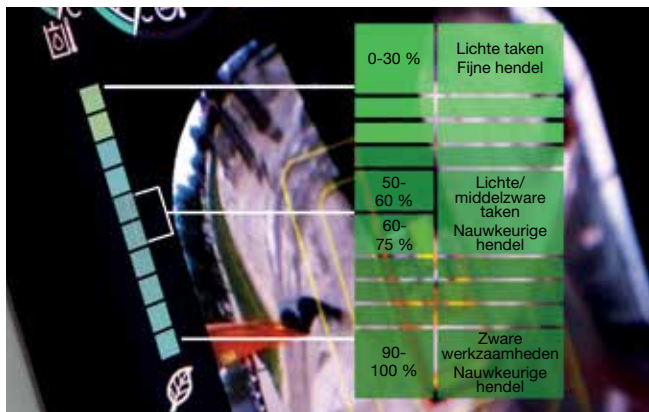 0-30 %
Lichte taken
Fijne hendel
50-
60 %
Lichte/
middelzware
taken
60-
75 %
Nauwkeurige
hendel
90-
100 %
Zware
werkzaamheden
Nauwkeurige
hendel